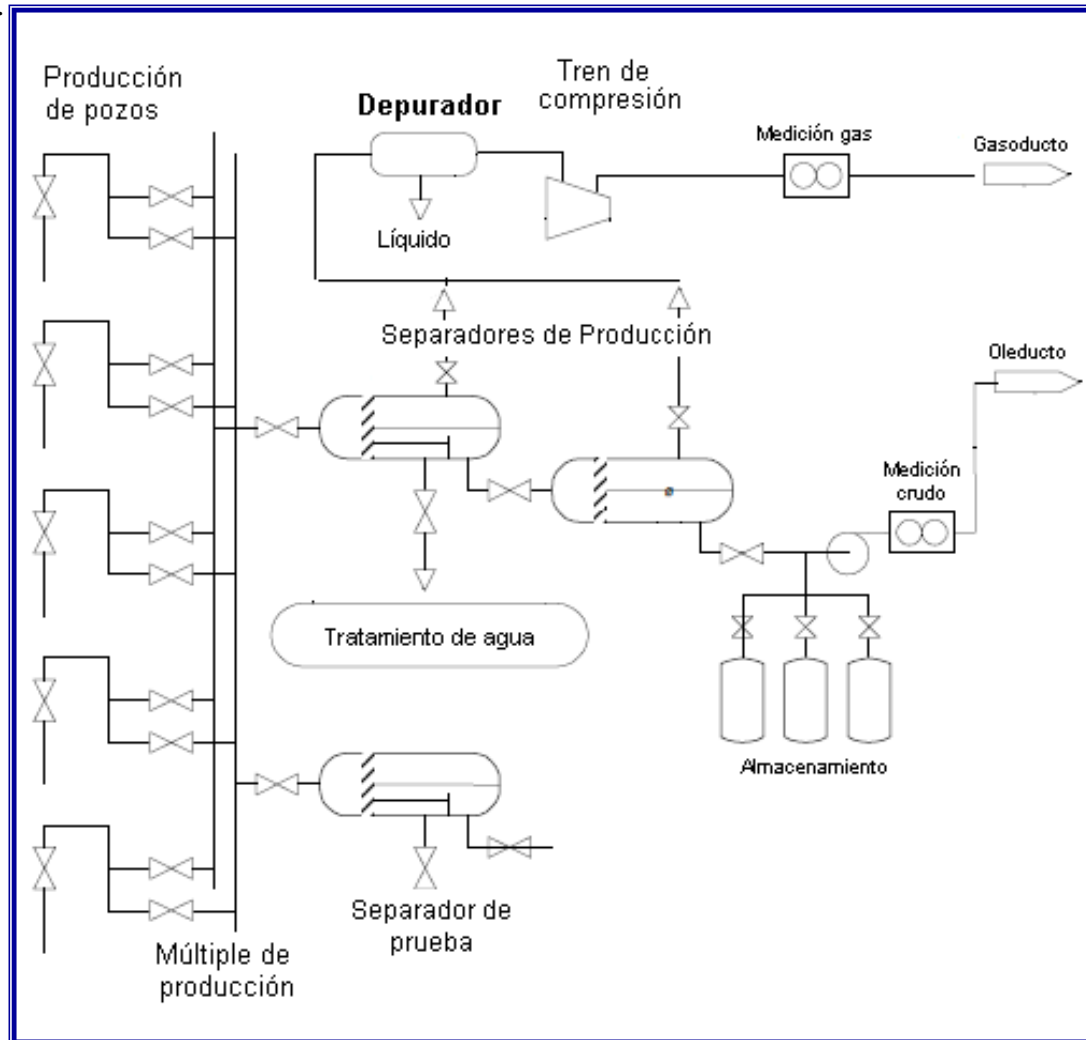 Producción
de pozos
Tren de
compresión
Depurador
Medición gas
Gasoducto
Líquido
Separadores de Producción
Oleducto
Medición
crudo
Tratamiento de agua
Almacenamiento
Separador de
prueba
Múltiple de
producción